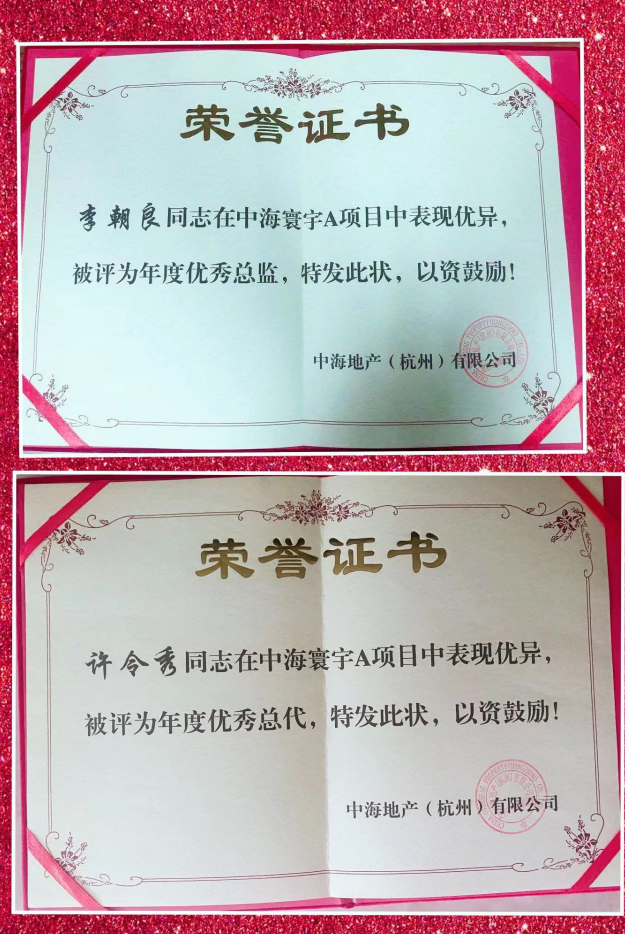 荣誉证书
李朝良同志在中海寰宇A项目中表现优异，
被评为年度优秀总监，特发此状，以资鼓励！
中海地产（杭州）有限公司
荣誉证书
许令秀同志在中海寰宇A项目中表现优异，
被评为年度优秀总代，特发此状，以资鼓励！
中海地产（杭州）有限公司